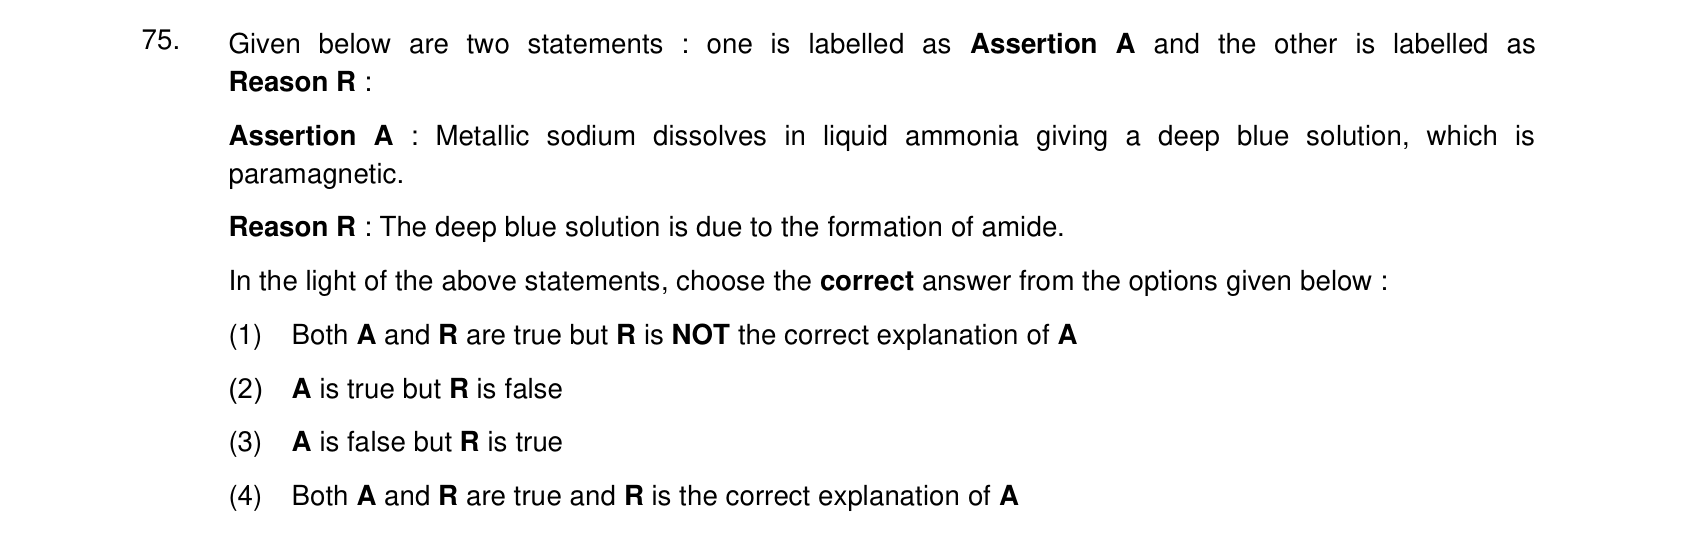 75. Given below are two statements : one is labelled as Assertion A and the other is labelled as
Reason R :
Assertion A : Metallic sodium dissolves in liquid ammonia giving a deep blue solution, which is
paramagnetic.
Reason R : The deep blue solution is due to the formation of amide.
In the light of the above statements, choose the correct answer from the options given below :
(1) Both A and R are true but R is NOT the correct explanation of A
(2) A is true but R is false
(3) A is false but R is true
(4) Both A and R are true and R is the correct explanation of A